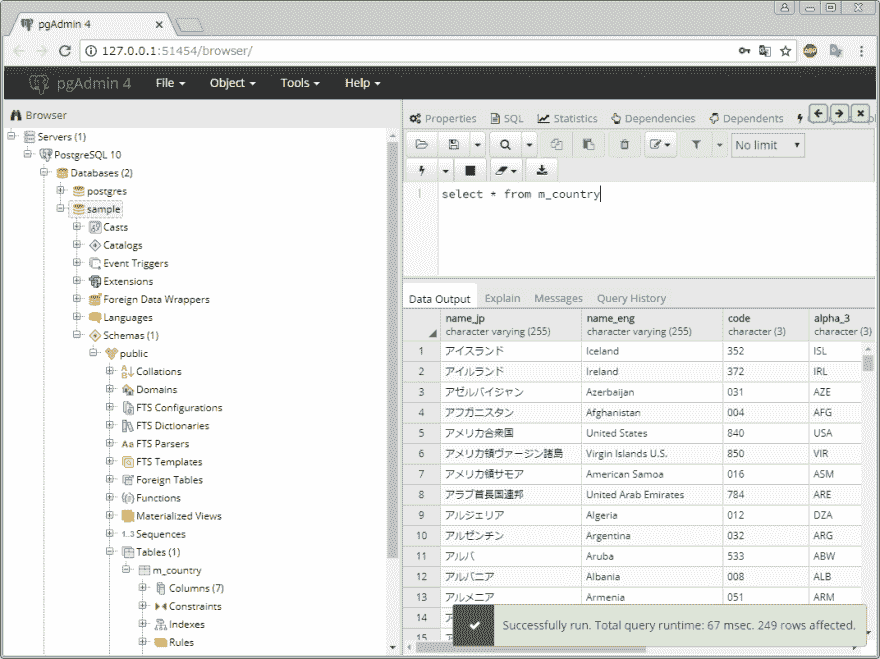 pgAdmin 4
127.0.0.1:51454/browser/
pgAdmin 4 File Object Tools Help
Browser
Servers (1)
PostgreSQL 10
Databases (2)
postgres
sample
Casts
Catalogs
Event Triggers
Extensions
Foreign Data Wrappers
Languages
Schemas (1)
public
Collations
Domains
FTS Configurations
FTS Dictionaries
FTS Parsers
FTS Templates
Foreign Tables
Functions
Materialized Views
1..3 Sequences
Tables (1)
m_country
Columns (7)
Constraints
Indexes
Rules
Properties SQL Statistics Dependencies Dependents
No limit
1 select * from m_country
Data Output Explain Messages Query History
name_jp name_eng code alpha_3
character varying (255) character varying (255) character (3) character (3)
1 アイスランド Iceland 352 ISL
2 アイルランド Ireland 372 IRL
3 アゼルバイジャン Azerbaijan 031 AZE
4 アフガニスタン Afghanistan 004 AFG
5 アメリカ合衆国 United States 840 USA
6 アメリカ領ヴァージン諸島 Virgin Islands U.S. 850 VIR
7 アメリカ領サモア American Samoa 016 ASM
8 アラブ首長国連邦 United Arab Emirates 784 ARE
9 アルジェリア Algeria 012 DZA
10 アルゼンチン Argentina 032 ARG
11 アルバ Aruba 533 ABW
12 アルバニア Albania 008 ALB
13 アルメニア Armenia 051 ARM
14
15
Successfully run. Total query runtime: 67 msec. 249 rows affected.